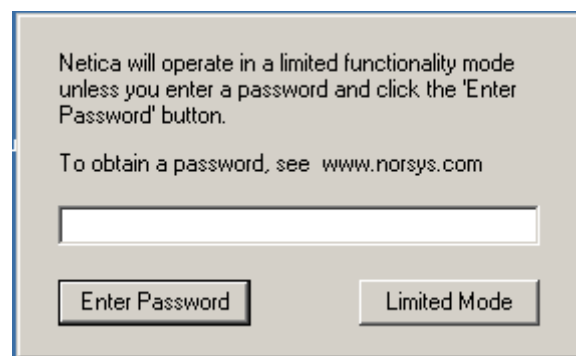 Netica will operate in a limited functionality mode
unless you enter a password and click the 'Enter
Password' button.
To obtain a password, see www.norsys.com
Enter Password
Limited Mode